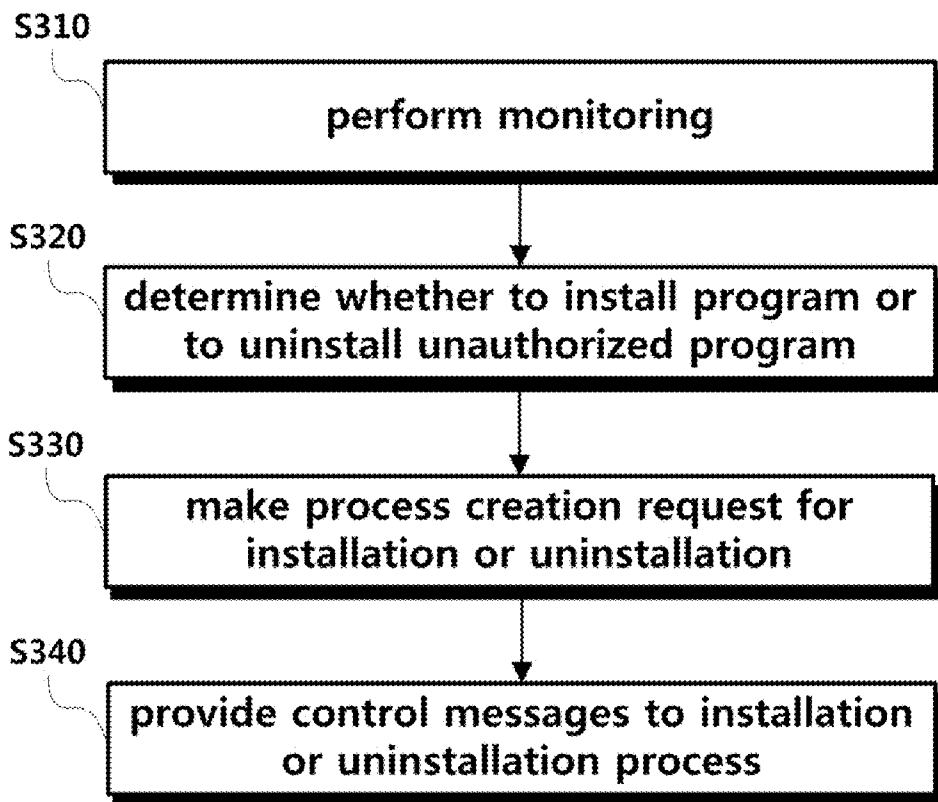 S310
perform monitoring
S320
determine whether to install program or
to uninstall unauthorized program
S330
make process creation request for
installation or uninstallation
S340
provide control messages to installation
or uninstallation process